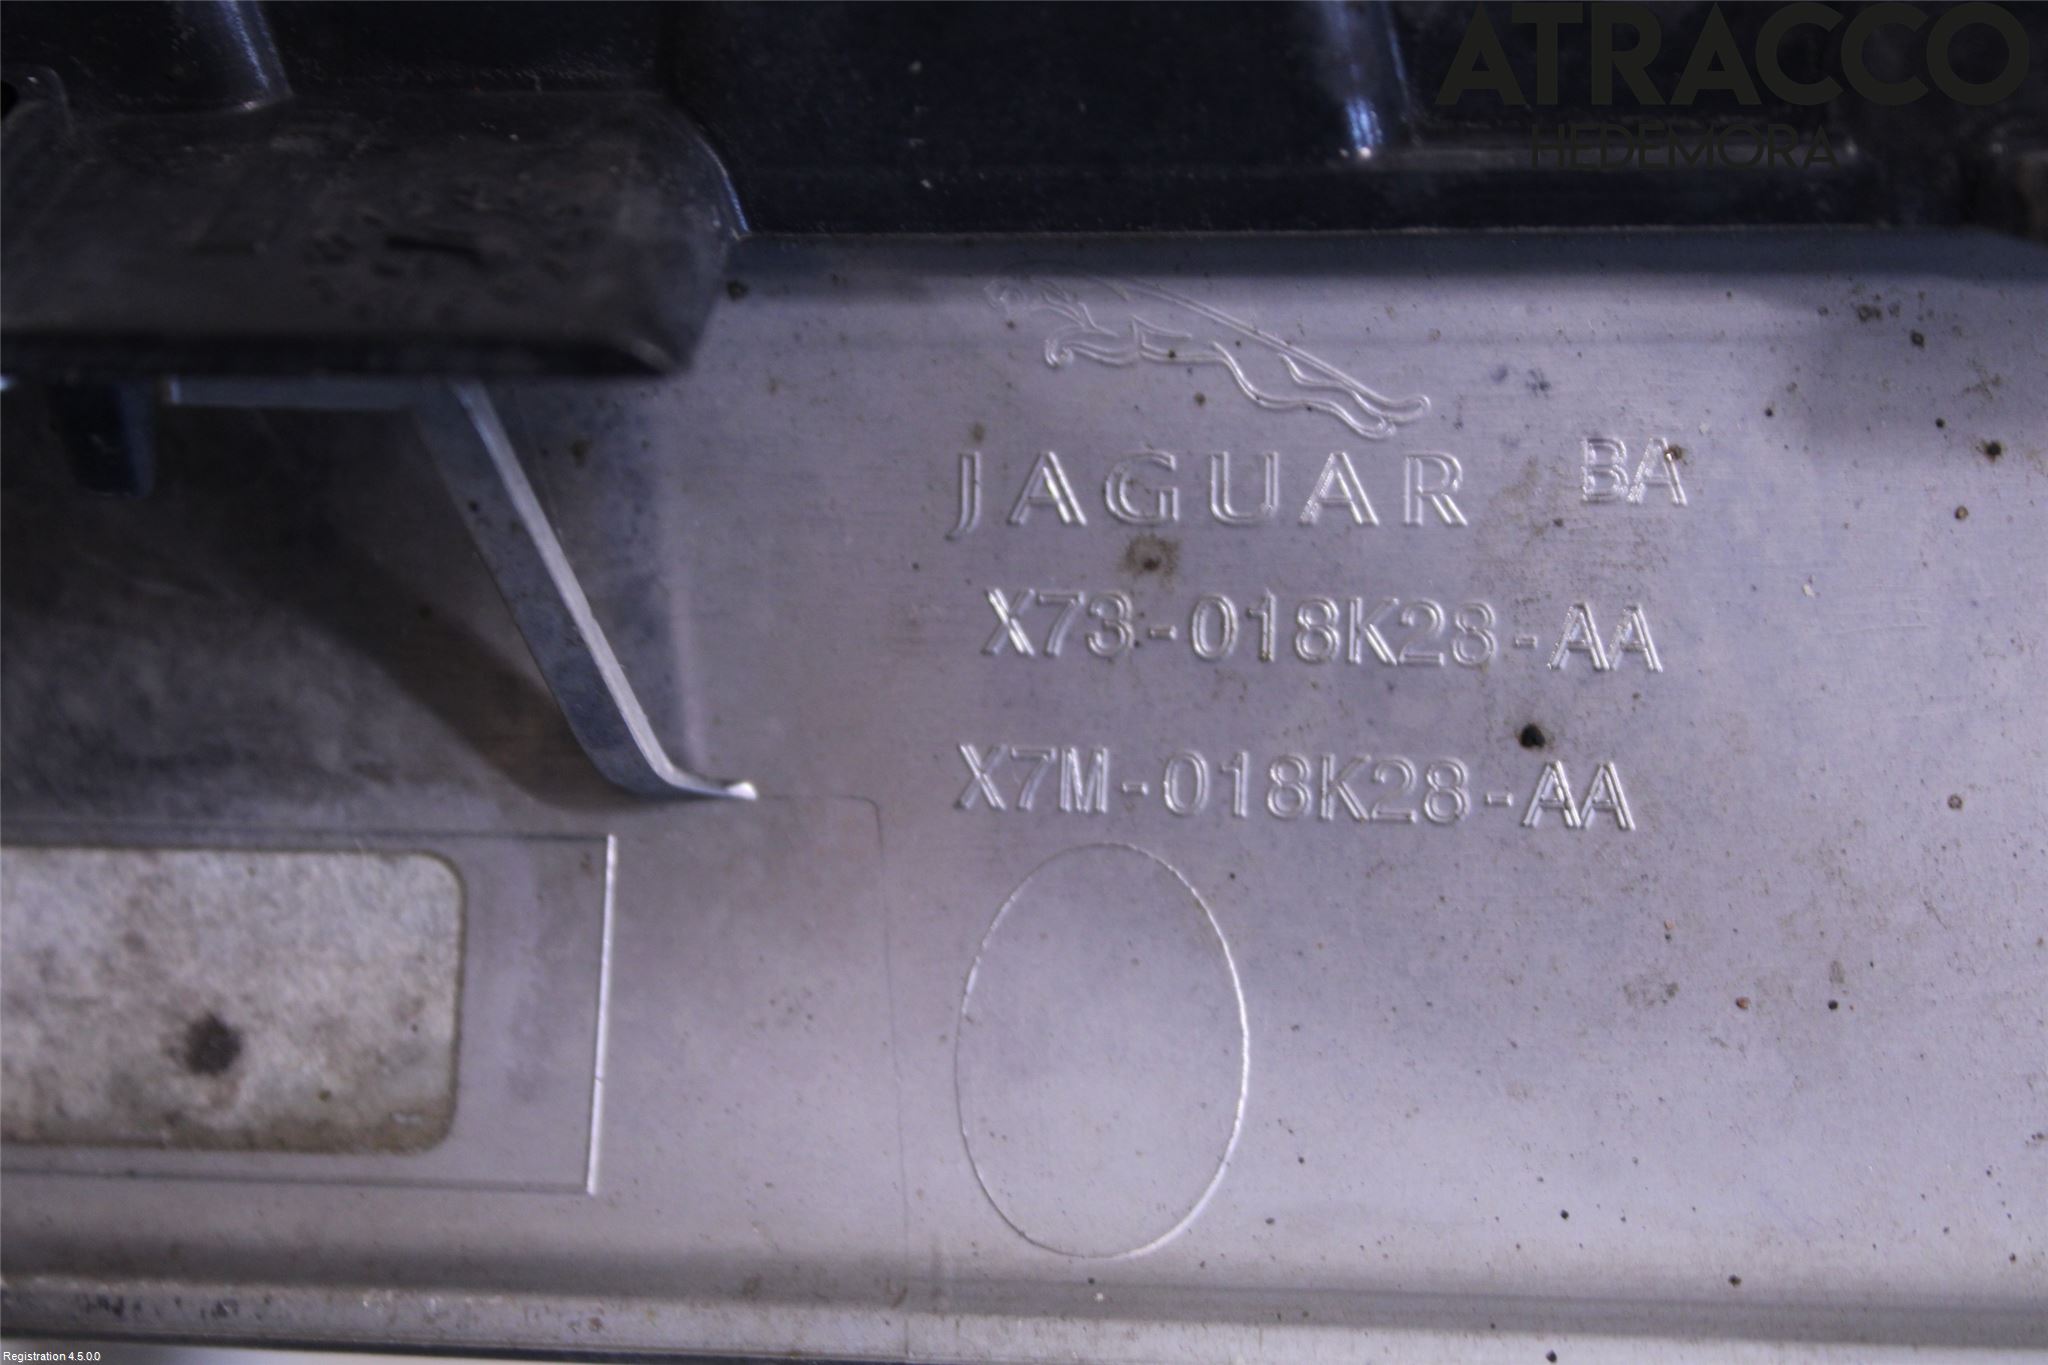 ATRACCO
HEDEMORA
JAGUAR BA
X73-018K28-AA
X7M-018K28-AA
Registration 4.5.0.0